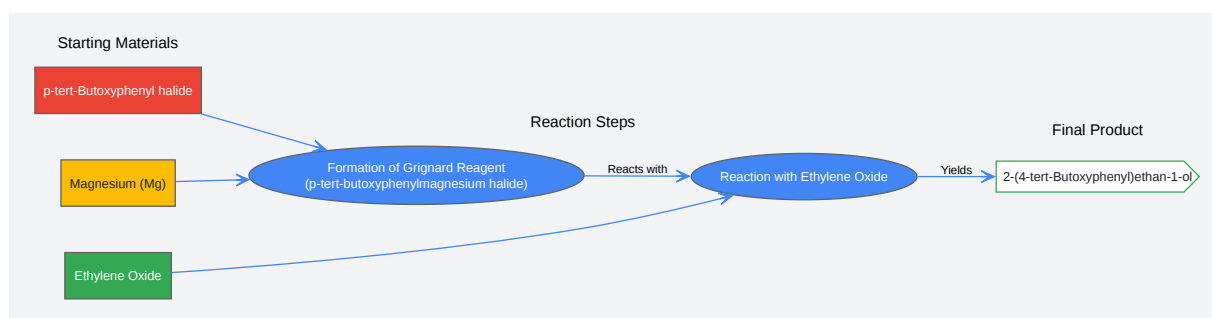 Starting Materials
p-tert-Butoxyphenyl halide
Magnesium (Mg)
Ethylene Oxide
Reaction Steps
Formation of Grignard Reagent
(p-tert-butoxyphenylmagnesium halide)
Reacts with
Reaction with Ethylene Oxide
Yields
Final Product
2-(4-tert-Butoxyphenyl)ethan-1-ol